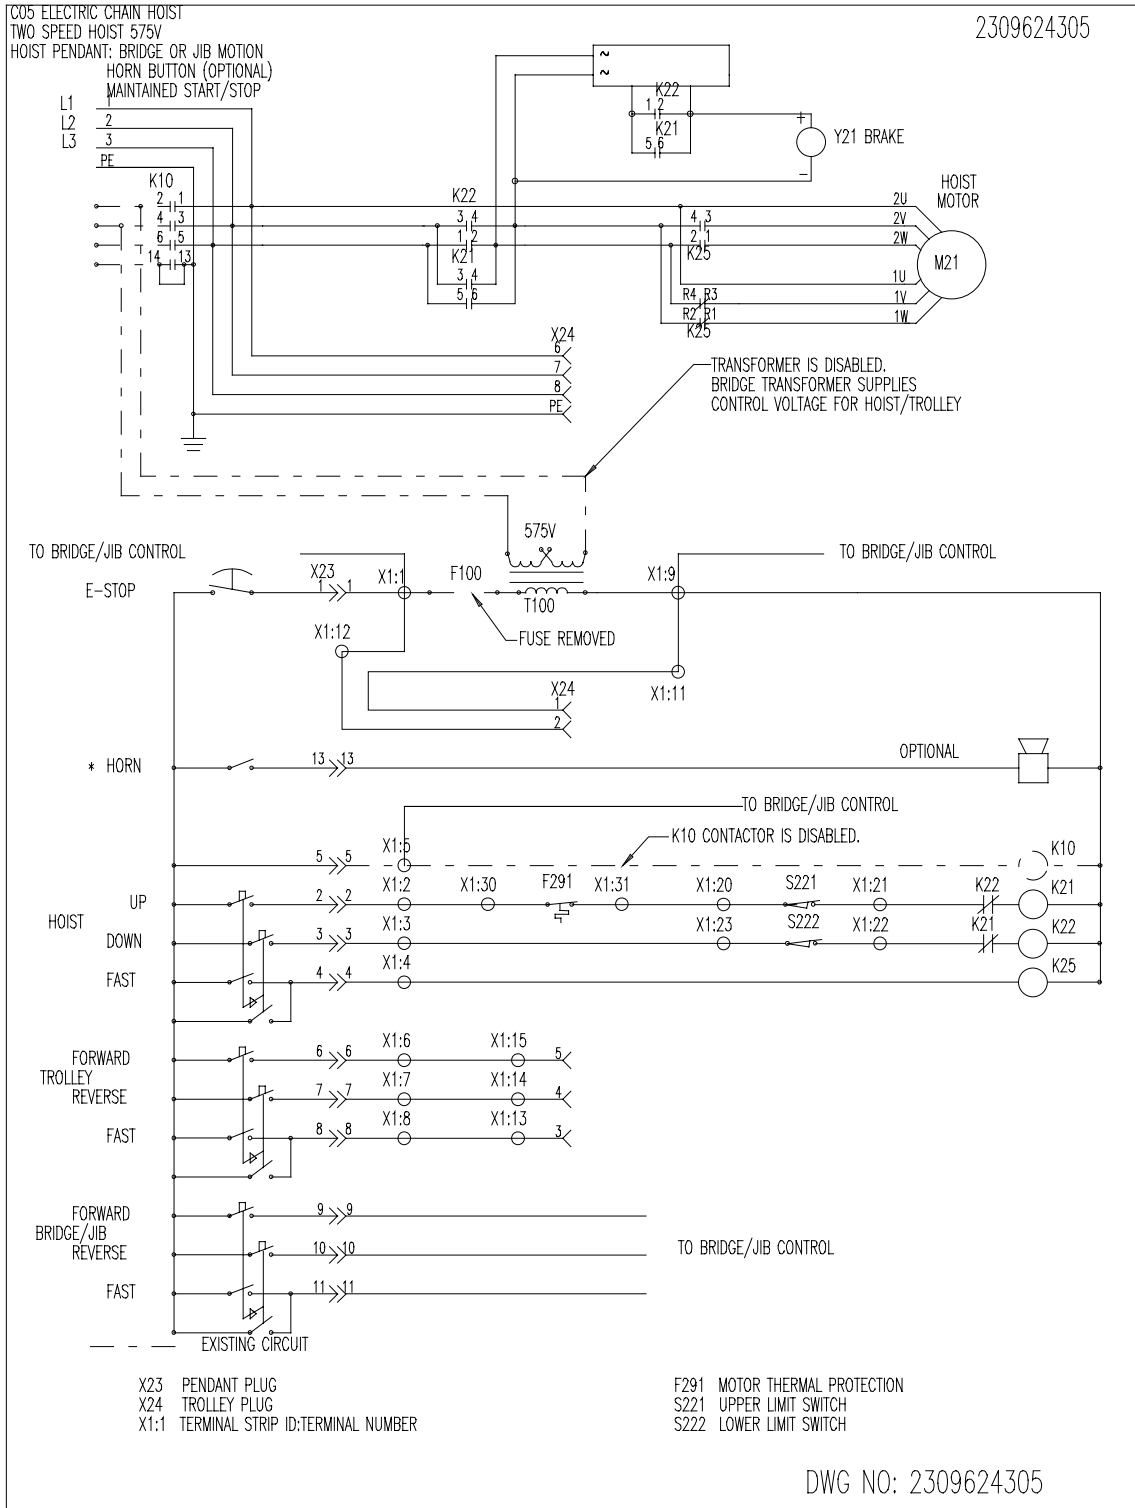 C05 ELECTRIC CHAIN HOIST
TWO SPEED HOIST 575V
HOIST PENDANT: BRIDGE OR JIB MOTION
HORN BUTTON (OPTIONAL)
MAINTAINED START/STOP
2309624305
L1 1
L2 2
L3 3
PE
~
~
K22
1 2
K21
5 6
+
Y21 BRAKE
-
K10
2 1
4 3
6 5
14 13
K22
3 4
1 2
K21
3 4
5 6
4 3
2 1
K25
R4 R3
R2 R1
K25
HOIST
MOTOR
2U
2V
2W
M21
1U
1V
1W
X24
6
7
8
PE
TRANSFORMER IS DISABLED.
BRIDGE TRANSFORMER SUPPLIES
CONTROL VOLTAGE FOR HOIST/TROLLEY
575V
TO BRIDGE/JIB CONTROL
TO BRIDGE/JIB CONTROL
E-STOP
X23
1 1
X1:1
F100
T100
X1:9
FUSE REMOVED
X1:12
X1:11
X24
1
2
* HORN
13 13
OPTIONAL
TO BRIDGE/JIB CONTROL
K10 CONTACTOR IS DISABLED.
5 5
X1:5
K10
HOIST
UP
2 2
X1:2
X1:30
F291
X1:31
X1:20
S221
X1:21
K22
K21
DOWN
3 3
X1:3
X1:23
S222
X1:22
K21
K22
FAST
4 4
X1:4
K25
FORWARD
6 6
X1:6
X1:15
5
TROLLEY
REVERSE
7 7
X1:7
X1:14
4
FAST
8 8
X1:8
X1:13
3
FORWARD
9 9
BRIDGE/JIB
REVERSE
10 10
TO BRIDGE/JIB CONTROL
FAST
11 11
EXISTING CIRCUIT
X23 PENDANT PLUG
X24 TROLLEY PLUG
X1:1 TERMINAL STRIP ID:TERMINAL NUMBER
F291 MOTOR THERMAL PROTECTION
S221 UPPER LIMIT SWITCH
S222 LOWER LIMIT SWITCH
DWG NO: 2309624305